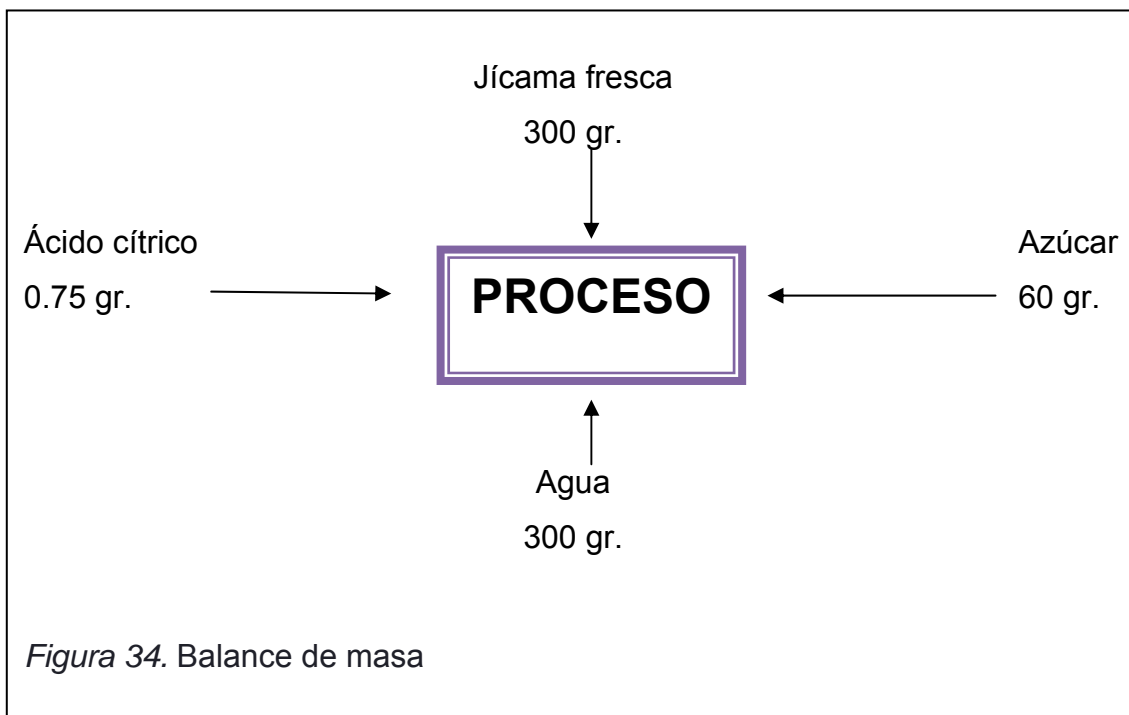 Jícama fresca
300 gr.
Ácido cítrico
0.75 gr.
PROCESO
Azúcar
60 gr.
Agua
300 gr.
Figura 34. Balance de masa